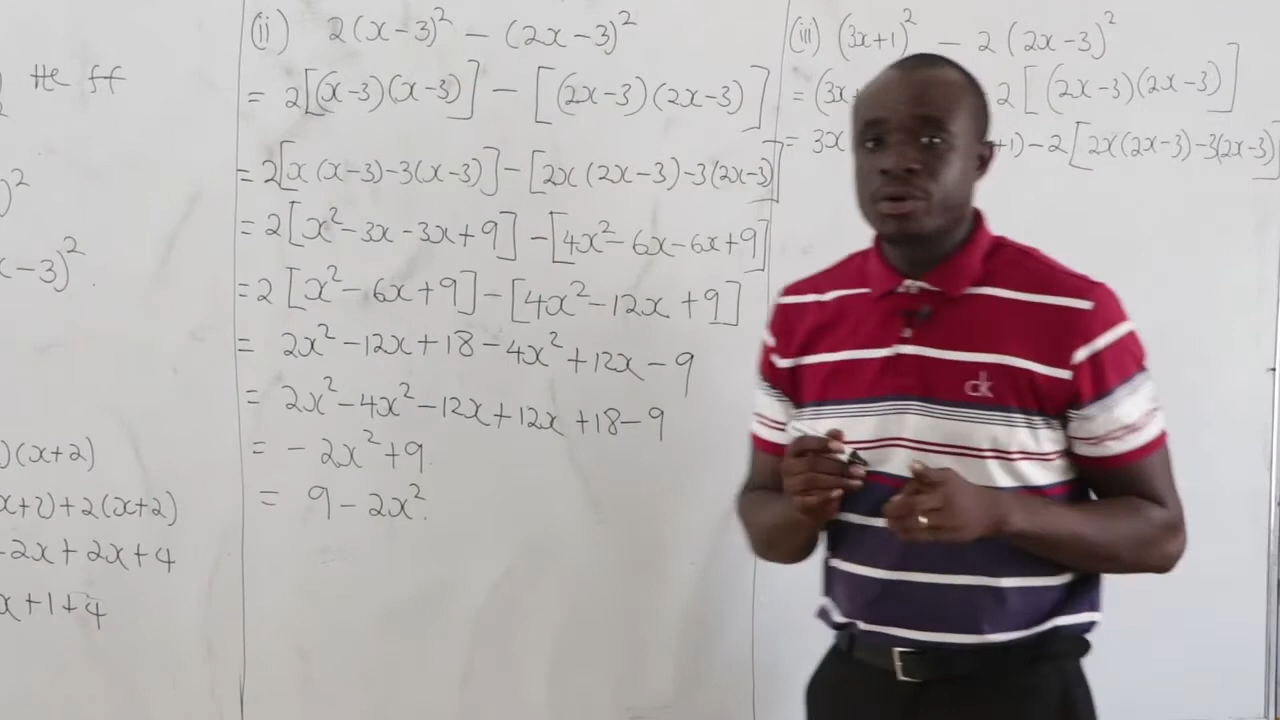 the ff
)²
x-3)²
)(x+2)
x+2)+2(x+2)
-2x+2x+4
x+1+4
(ii) 2(x-3)² - (2x-3)²
= 2[(x-3)(x-3)] - [(2x-3)(2x-3)]
= 2[x(x-3)-3(x-3)] - [2x(2x-3)-3(2x-3)]
= 2[x²-3x-3x+9] - [4x²-6x-6x+9]
= 2[x²-6x+9] - [4x²-12x+9]
= 2x²-12x+18-4x²+12x-9
= 2x²-4x²-12x+12x+18-9
= -2x²+9
= 9-2x².
(iii) (3x+1)² - 2(2x-3)²
= (3x 2[(2x-3)(2x-3)]
= 3x +1)-2[2x(2x-3)-3(2x-3)]
ck